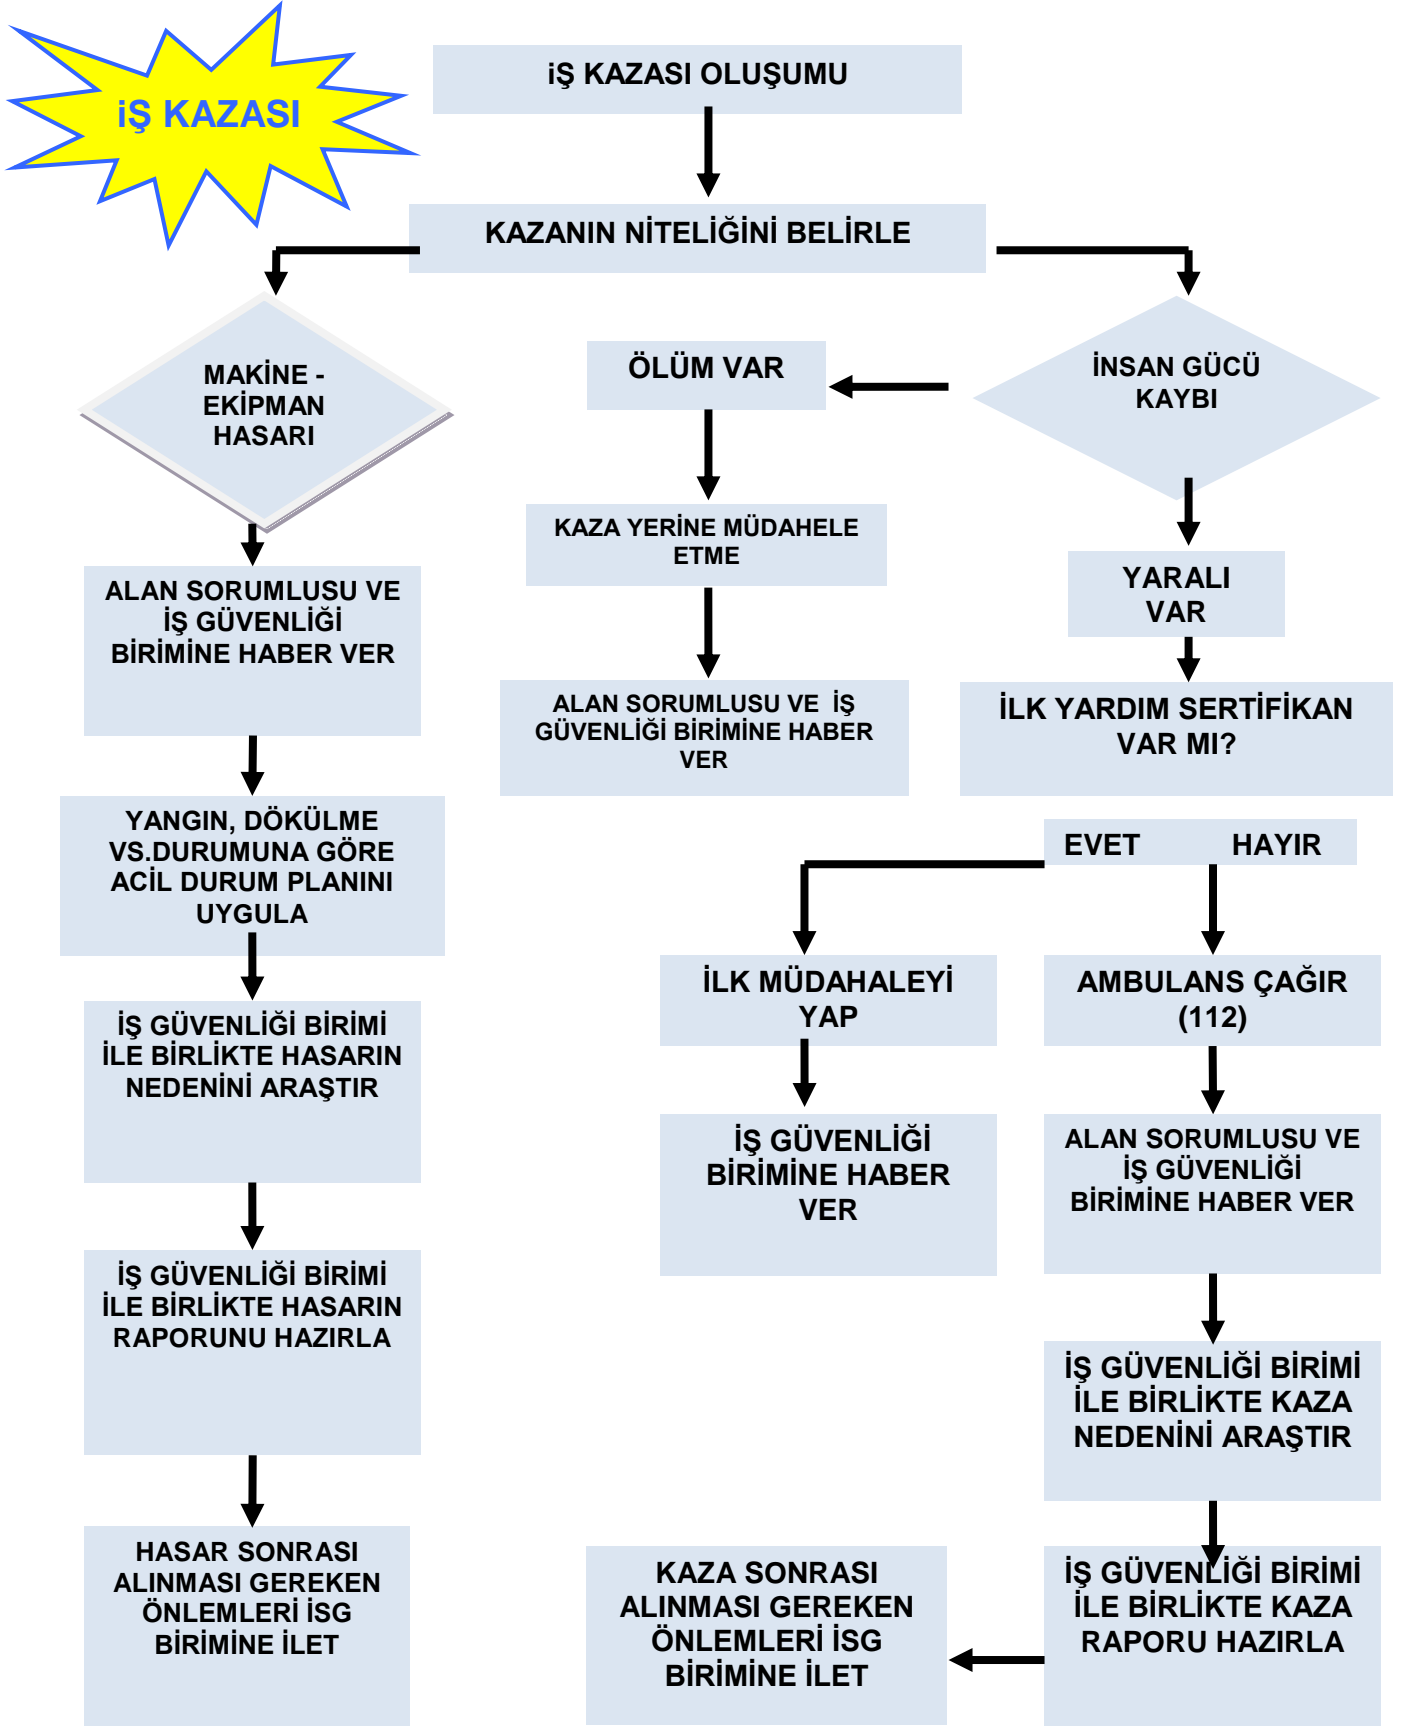 iŞ KAZASI
iŞ KAZASI OLUŞUMU
KAZANIN NİTELİĞİNİ BELİRLE
MAKİNE -
EKİPMAN
HASARI
ÖLÜM VAR
İNSAN GÜCÜ
KAYBI
KAZA YERİNE MÜDAHELE
ETME
YARALI
VAR
ALAN SORUMLUSU VE
İŞ GÜVENLİĞİ
BİRİMİNE HABER VER
ALAN SORUMLUSU VE  İŞ
GÜVENLİĞİ BİRİMİNE HABER
VER
İLK YARDIM SERTİFİKAN
VAR MI?
YANGIN, DÖKÜLME
VS.DURUMUNA GÖRE
ACİL DURUM PLANINI
UYGULA
EVET HAYIR
İLK MÜDAHALEYİ
YAP
AMBULANS ÇAĞIR
(112)
İŞ GÜVENLİĞİ BİRİMİ
İLE BİRLİKTE HASARIN
NEDENİNİ ARAŞTIR
İŞ GÜVENLİĞİ
BİRİMİNE HABER
VER
ALAN SORUMLUSU VE
İŞ GÜVENLİĞİ
BİRİMİNE HABER VER
İŞ GÜVENLİĞİ BİRİMİ
İLE BİRLİKTE HASARIN
RAPORUNU HAZIRLA
İŞ GÜVENLİĞİ BİRİMİ
İLE BİRLİKTE KAZA
NEDENİNİ ARAŞTIR
HASAR SONRASI
ALINMASI GEREKEN
ÖNLEMLERİ İSG
BİRİMİNE İLET
KAZA SONRASI
ALINMASI GEREKEN
ÖNLEMLERİ İSG
BİRİMİNE İLET
İŞ GÜVENLİĞİ BİRİMİ
İLE BİRLİKTE KAZA
RAPORU HAZIRLA